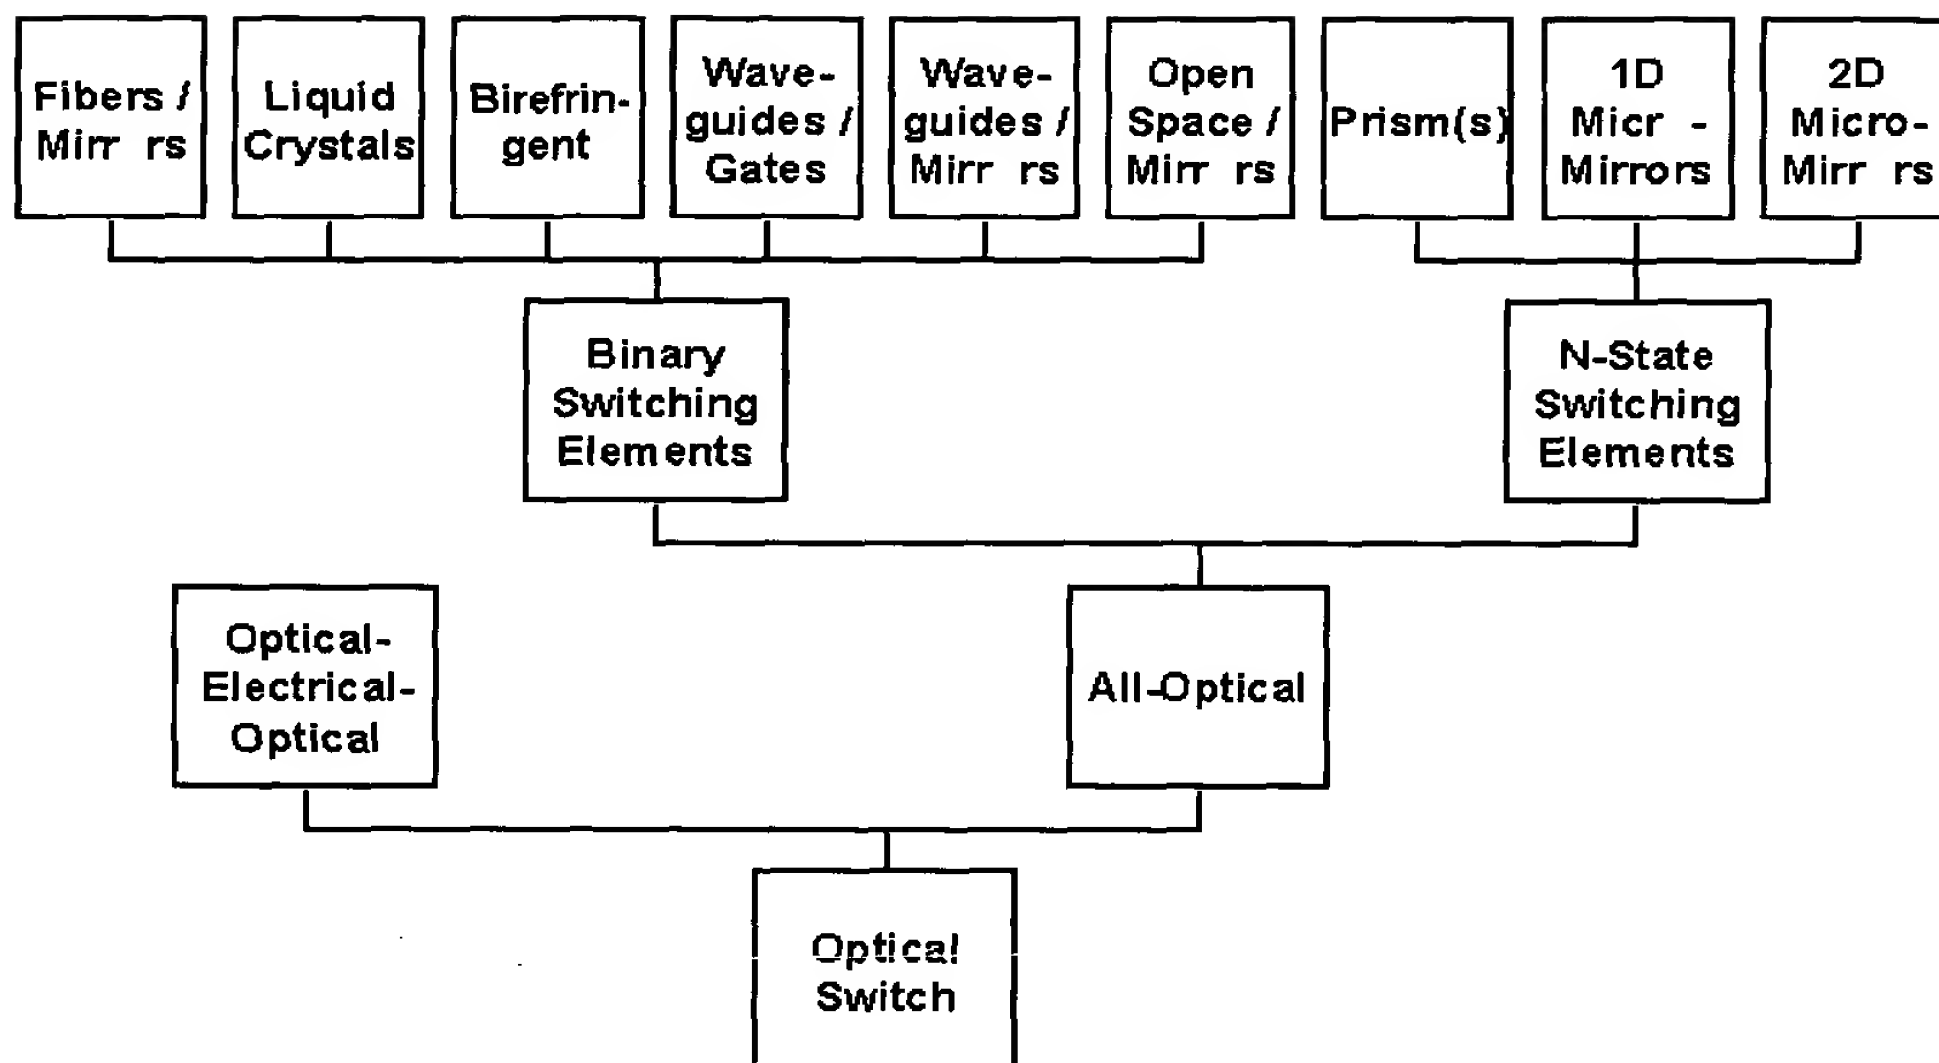 Fibers /
Mirr rs
Liquid
Crystals
Birefrin-
gent
Wave-
guides /
Gates
Wave-
guides /
Mirr rs
Open
Space /
Mirr rs
Prism(s)
1D
Micr -
Mirrors
2D
Micro-
Mirr rs
Binary
Switching
Elements
N-State
Switching
Elements
Optical-
Electrical-
Optical
All-Optical
Optical
Switch